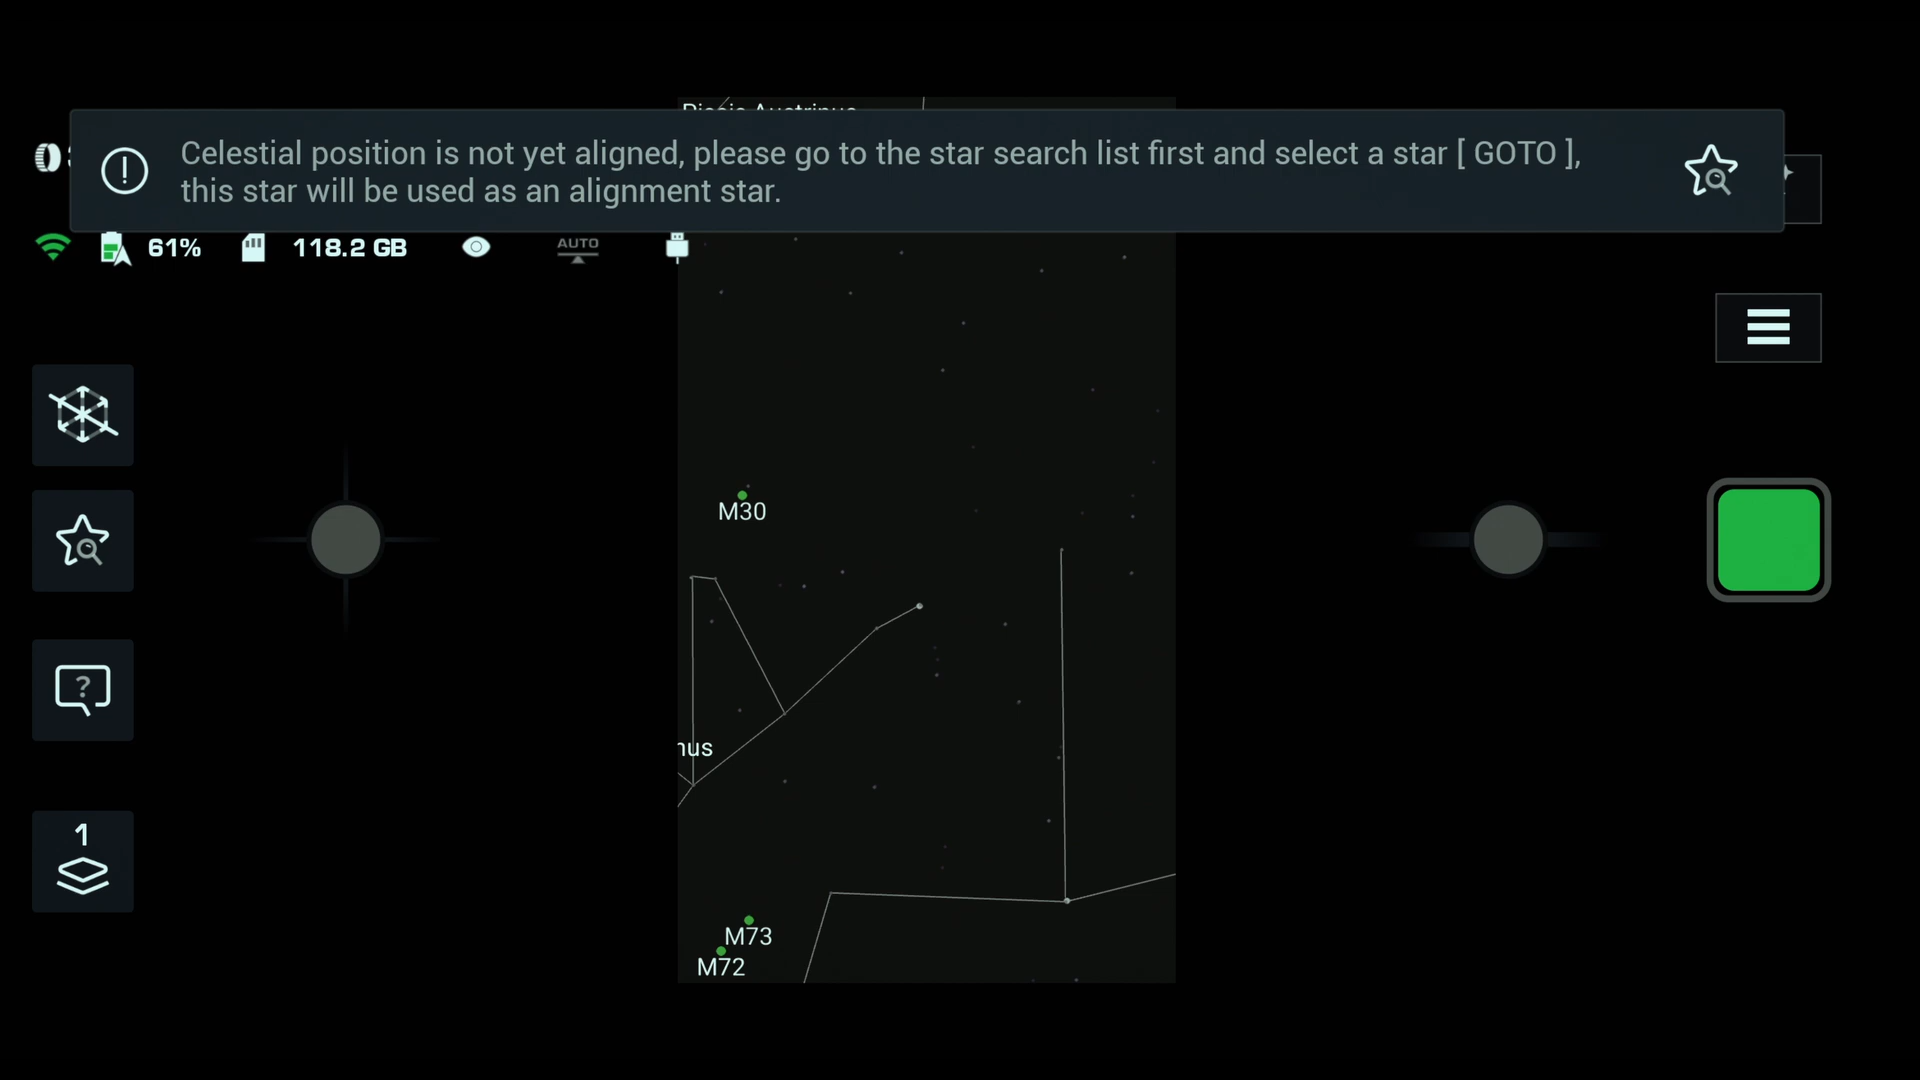 Celestial position is not yet aligned, please go to the star search list first and select a star [ GOTO ],
this star will be used as an alignment star.
61%
118.2 GB
AUTO
M30
?
nus
1
M73
M72